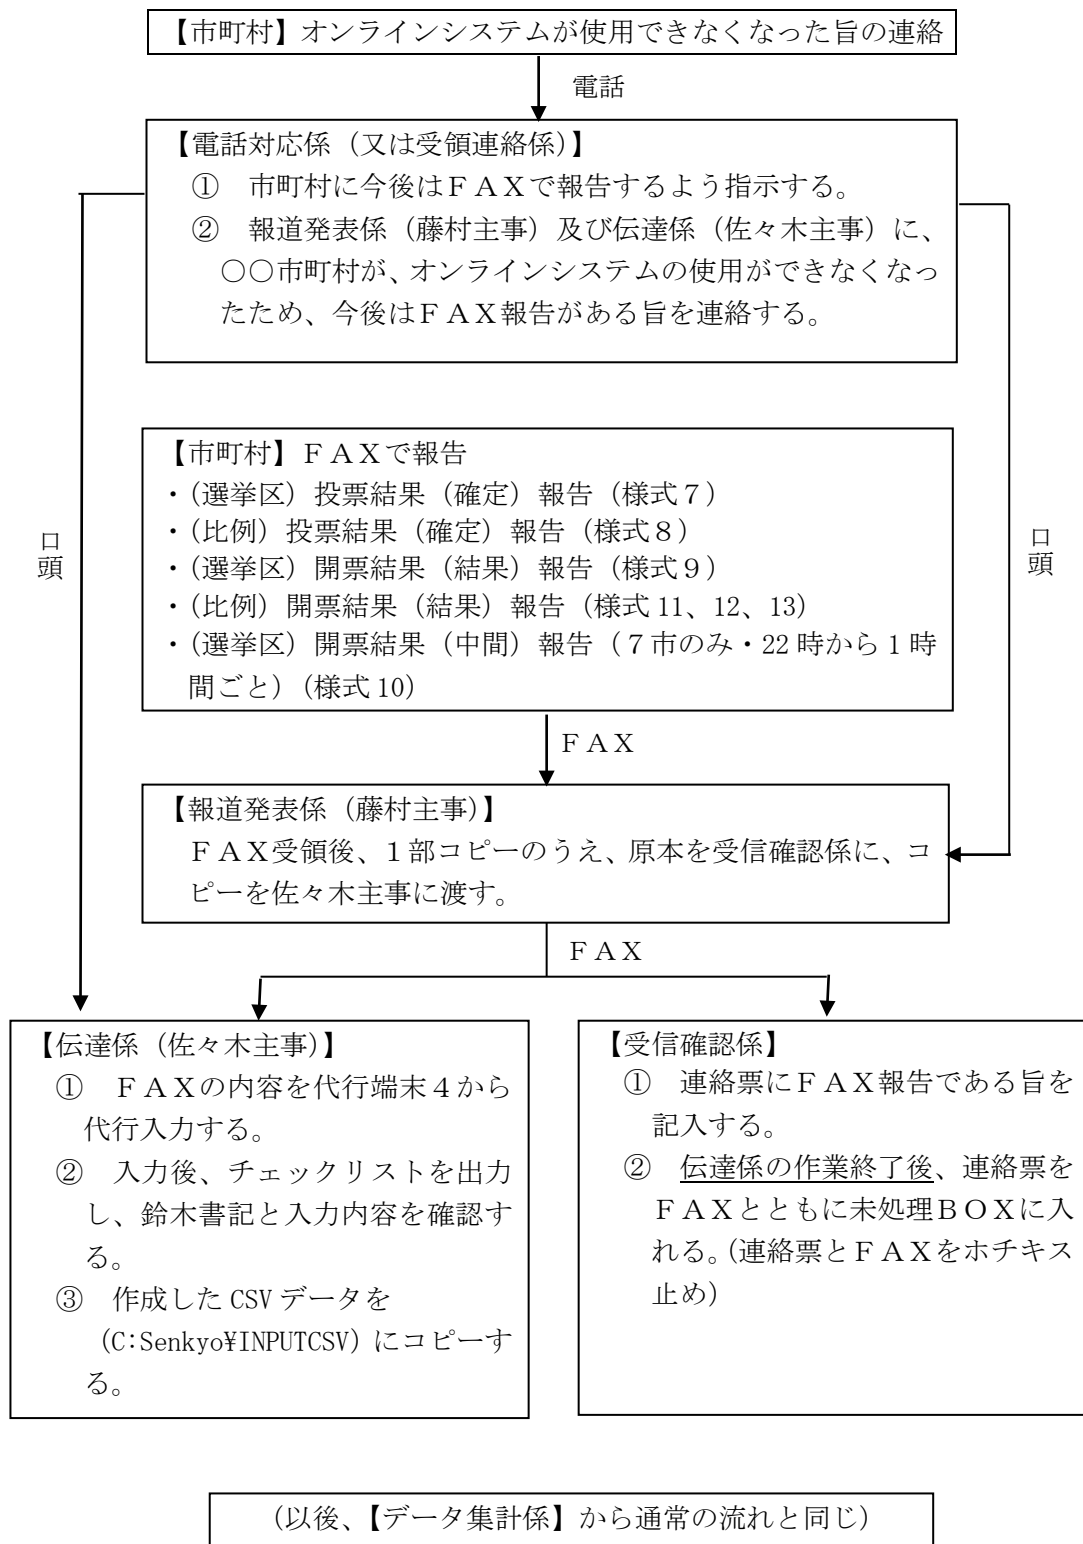 【市町村】オンラインシステムが使用できなくなった旨の連絡
電話
【電話対応係（又は受領連絡係）】
①　市町村に今後はＦＡＸで報告するよう指示する。
②　報道発表係（藤村主事）及び伝達係（佐々木主事）に、
○○市町村が、オンラインシステムの使用ができなくなっ
たため、今後はＦＡＸ報告がある旨を連絡する。
口頭
口頭
【市町村】ＦＡＸで報告
・（選挙区）投票結果（確定）報告（様式７）
・（比例）投票結果（確定）報告（様式８）
・（選挙区）開票結果（結果）報告（様式９）
・（比例）開票結果（結果）報告（様式 11、12、13）
・（選挙区）開票結果（中間）報告（７市のみ・22 時から１時
間ごと）（様式 10）
ＦＡＸ
【報道発表係（藤村主事）】
ＦＡＸ受領後、１部コピーのうえ、原本を受信確認係に、コ
ピーを佐々木主事に渡す。
ＦＡＸ
【伝達係（佐々木主事）】
①　ＦＡＸの内容を代行端末４から
代行入力する。
②　入力後、チェックリストを出力
し、鈴木書記と入力内容を確認す
る。
③　作成した CSV データを
（C:Senkyo¥INPUTCSV）にコピーす
る。
【受信確認係】
①　連絡票にＦＡＸ報告である旨を
記入する。
②　伝達係の作業終了後、連絡票を
ＦＡＸとともに未処理ＢＯＸに入
れる。（連絡票とＦＡＸをホチキス
止め）
（以後、【データ集計係】から通常の流れと同じ）